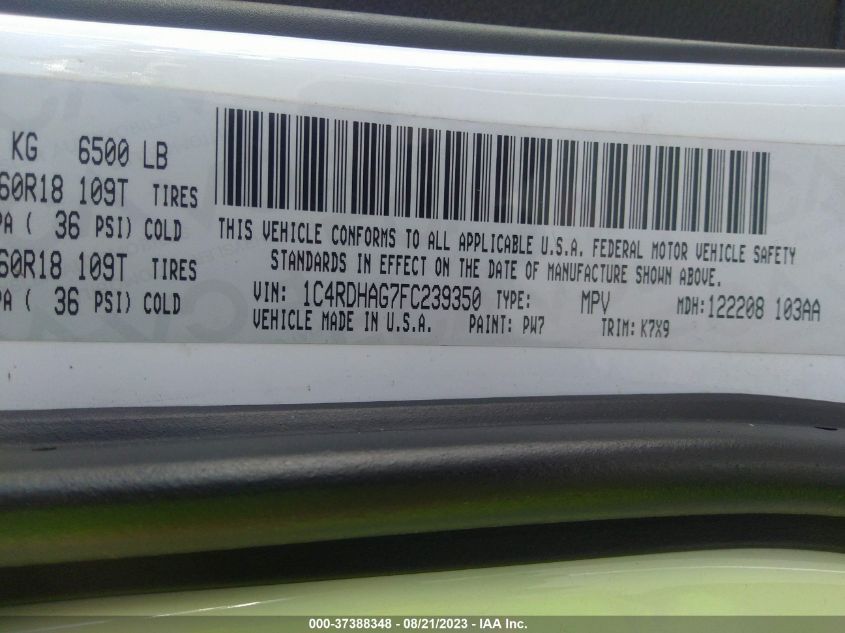 KG 6500 LB
60R18 109T TIRES
PA ( 36 PSI) COLD
60R18 109T TIRES
PA ( 36 PSI) COLD
THIS VEHICLE CONFORMS TO ALL APPLICABLE U.S.A. FEDERAL MOTOR VEHICLE SAFETY
STANDARDS IN EFFECT ON THE DATE OF MANUFACTURE SHOWN ABOVE.
VIN: 1C4RDHAG7FC239350 TYPE: MPV MDH:122208 103AA
VEHICLE MADE IN U.S.A. PAINT: PW7 TRIM: K7X9
000-37388348 - 08/21/2023 - IAA Inc.